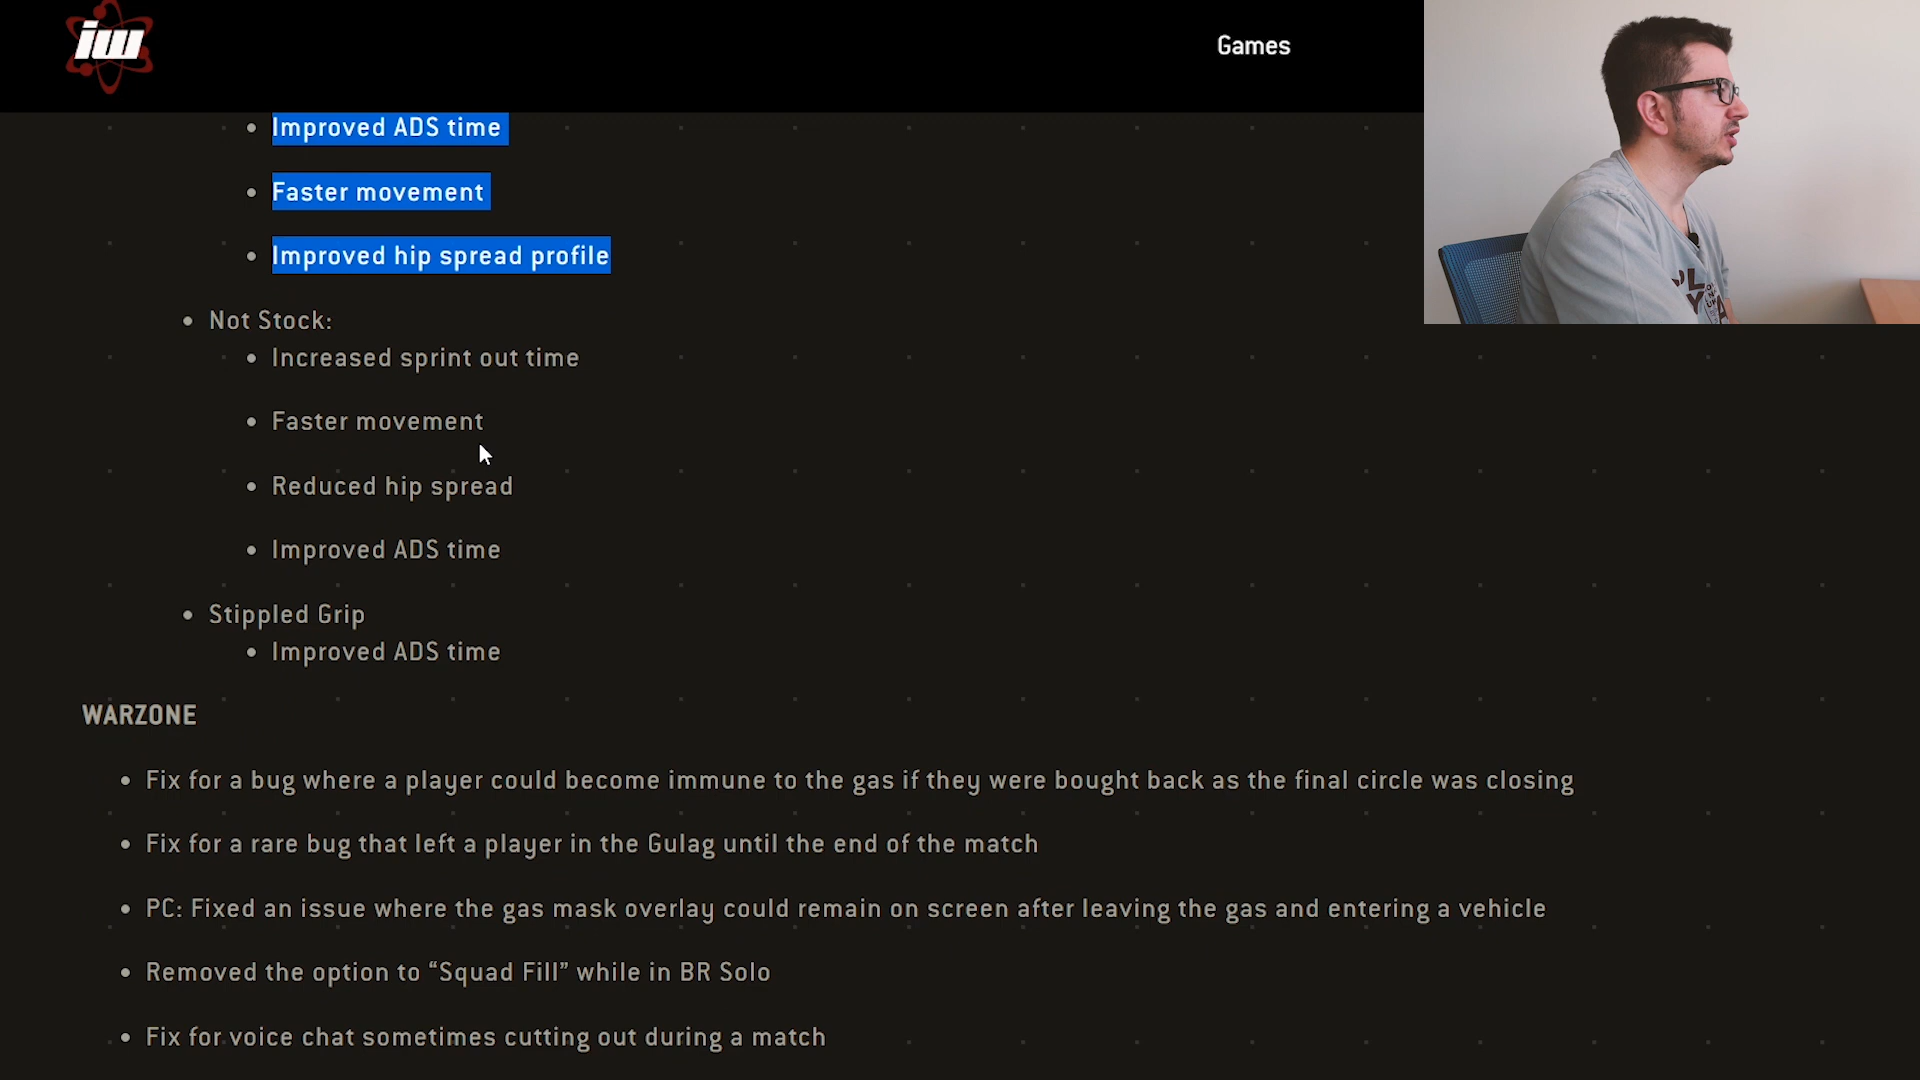 iw
Games
Improved ADS time
Faster movement
Improved hip spread profile
Not Stock:
Increased sprint out time
Faster movement
Reduced hip spread
Improved ADS time
Stippled Grip
Improved ADS time
WARZONE
Fix for a bug where a player could become immune to the gas if they were bought back as the final circle was closing
Fix for a rare bug that left a player in the Gulag until the end of the match
PC: Fixed an issue where the gas mask overlay could remain on screen after leaving the gas and entering a vehicle
Removed the option to “Squad Fill” while in BR Solo
Fix for voice chat sometimes cutting out during a match